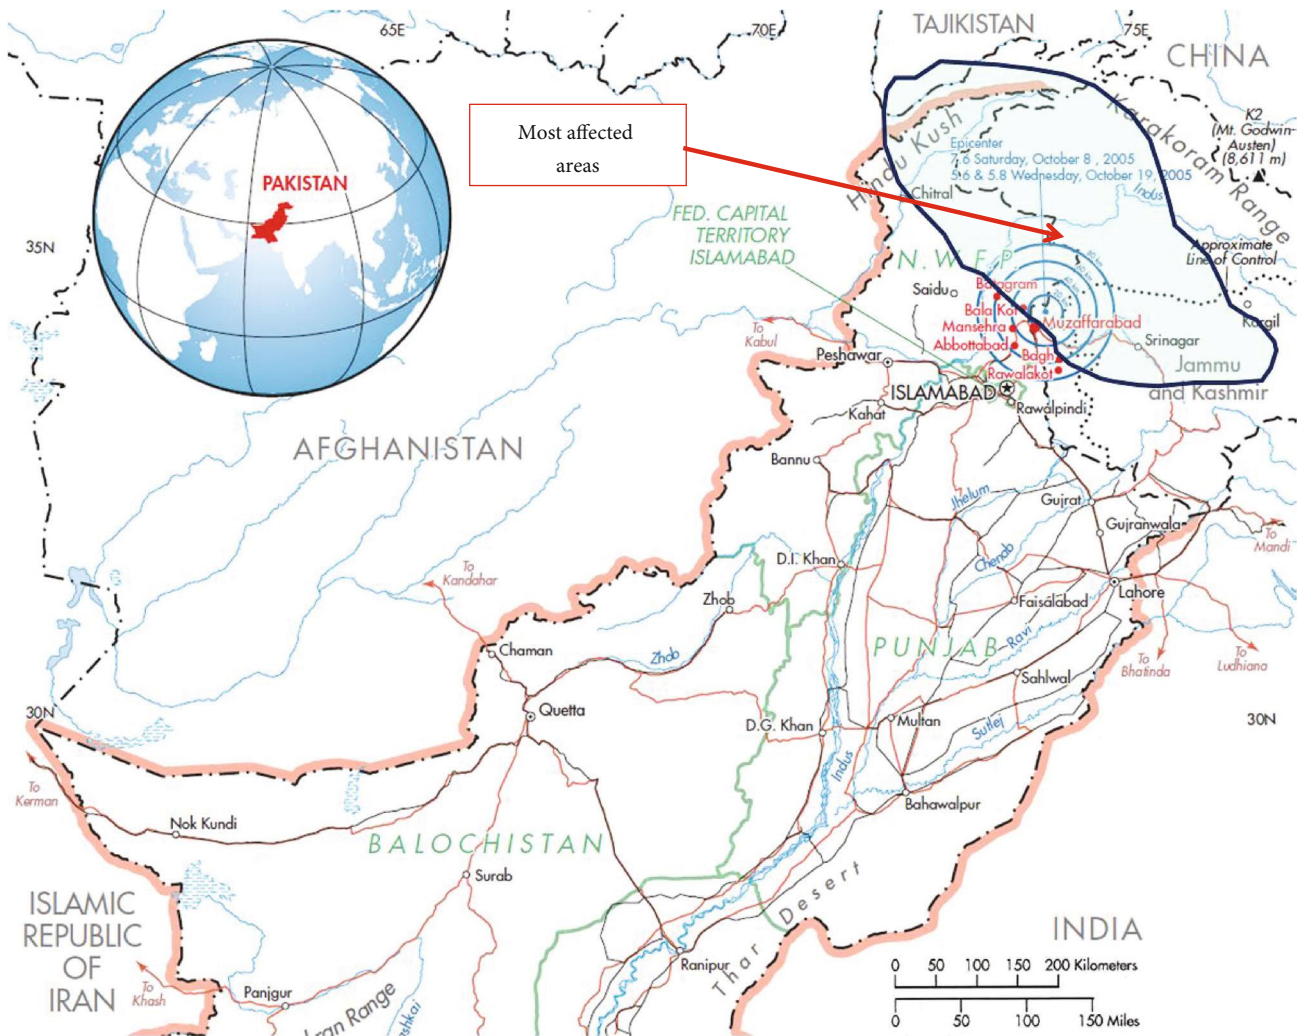 65E
70E
TAJIKISTAN
75E
CHINA
Most affected
areas
PAKISTAN
Hindu Kush
Karakoram Range
K2
(Mt. Godwin-
Austen)
(8,611 m)
Epicenter
7.6 Saturday, October 8 , 2005
5.6 & 5.8 Wednesday, October 19, 2005
Indus
Chitral
FED. CAPITAL
TERRITORY
ISLAMABAD
35N
N.W.F.P
Approximate
Line of Control
Saidu
Batagram
Bala Kot
Mansehra
Muzaffarabad
Abbottabad
Bagh
Rawalakot
Kargil
Srinagar
Jammu
and Kashmir
To
Kabul
Peshawar
ISLAMABAD
Rawalpindi
Kahat
AFGHANISTAN
Bannu
Jhelum
Gujrat
Gujranwala
To
Mandi
Chenab
D.I. Khan
To
Kandahar
Zhob
Faisalabad
Lahore
PUNJAB
Ravi
Chaman
Zhob
To
Bhatinda
To
Ludhiana
Sahlwal
30N
Quetta
D.G. Khan
Multan
Sutlej
30N
Indus
To
Kerman
Bahawalpur
Nok Kundi
BALOCHISTAN
Surab
Thar Desert
ISLAMIC
REPUBLIC
OF
IRAN
INDIA
Ranipur
To
Khash
Panjgur
ran Range
shkai
0 50 100 150 200 Kilometers
0 50 100 150 Miles